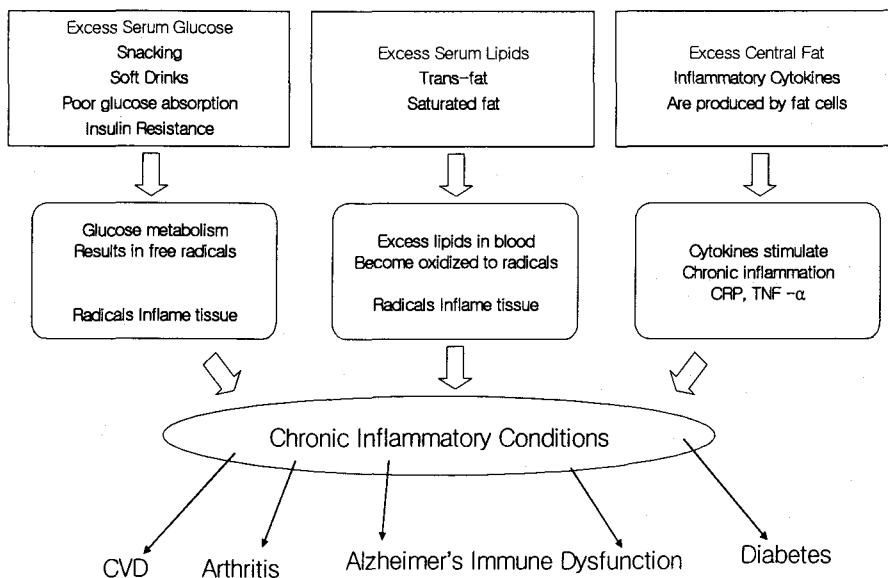 Excess Serum Glucose
Snacking
Soft Drinks
Poor glucose absorption
Insulin Resistance
Excess Serum Lipids
Trans-fat
Saturated fat
Excess Central Fat
Inflammatory Cytokines
Are produced by fat cells
Glucose metabolism
Results in free radicals
Radicals Inflame tissue
Excess lipids in blood
Become oxidized to radicals
Radicals Inflame tissue
Cytokines stimulate
Chronic inflammation
CRP, TNF -α
Chronic Inflammatory Conditions
CVD
Arthritis
Alzheimer's
Immune Dysfunction
Diabetes